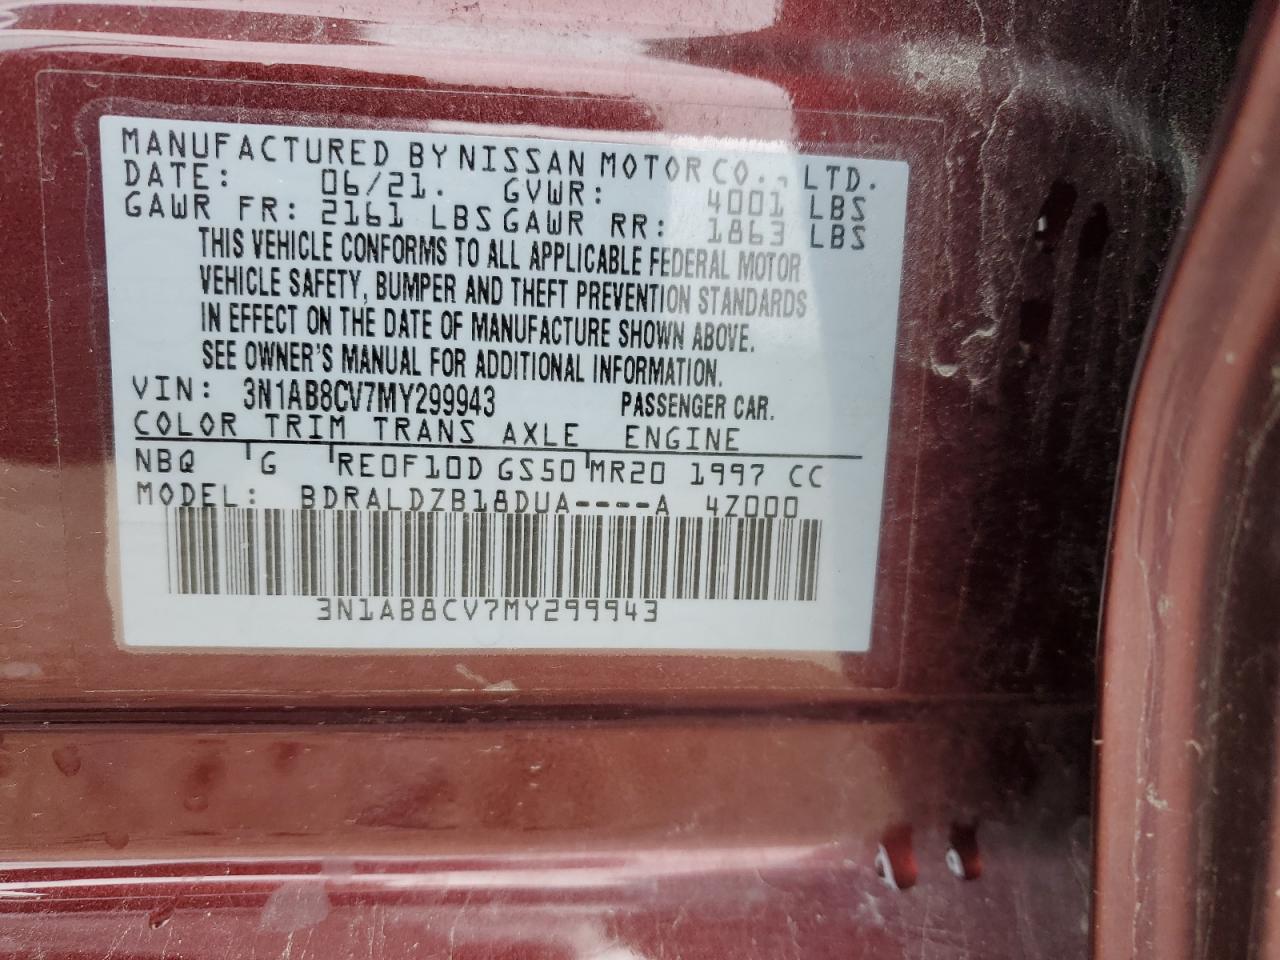 MANUFACTURED BY NISSAN MOTOR CO., LTD.
DATE: 06/21. GVWR: 4001 LBS
GAWR FR: 2161 LBS GAWR RR: 1863 LBS
THIS VEHICLE CONFORMS TO ALL APPLICABLE FEDERAL MOTOR
VEHICLE SAFETY, BUMPER AND THEFT PREVENTION STANDARDS
IN EFFECT ON THE DATE OF MANUFACTURE SHOWN ABOVE.
SEE OWNER'S MANUAL FOR ADDITIONAL INFORMATION.
VIN: 3N1AB8CV7MY299943 PASSENGER CAR.
COLOR TRIM TRANS AXLE ENGINE
NBQ G RE0F10D GS50 MR20 1997 CC
MODEL: BDRALDZB18DUA----A 4Z000
3N1AB8CV7MY299943